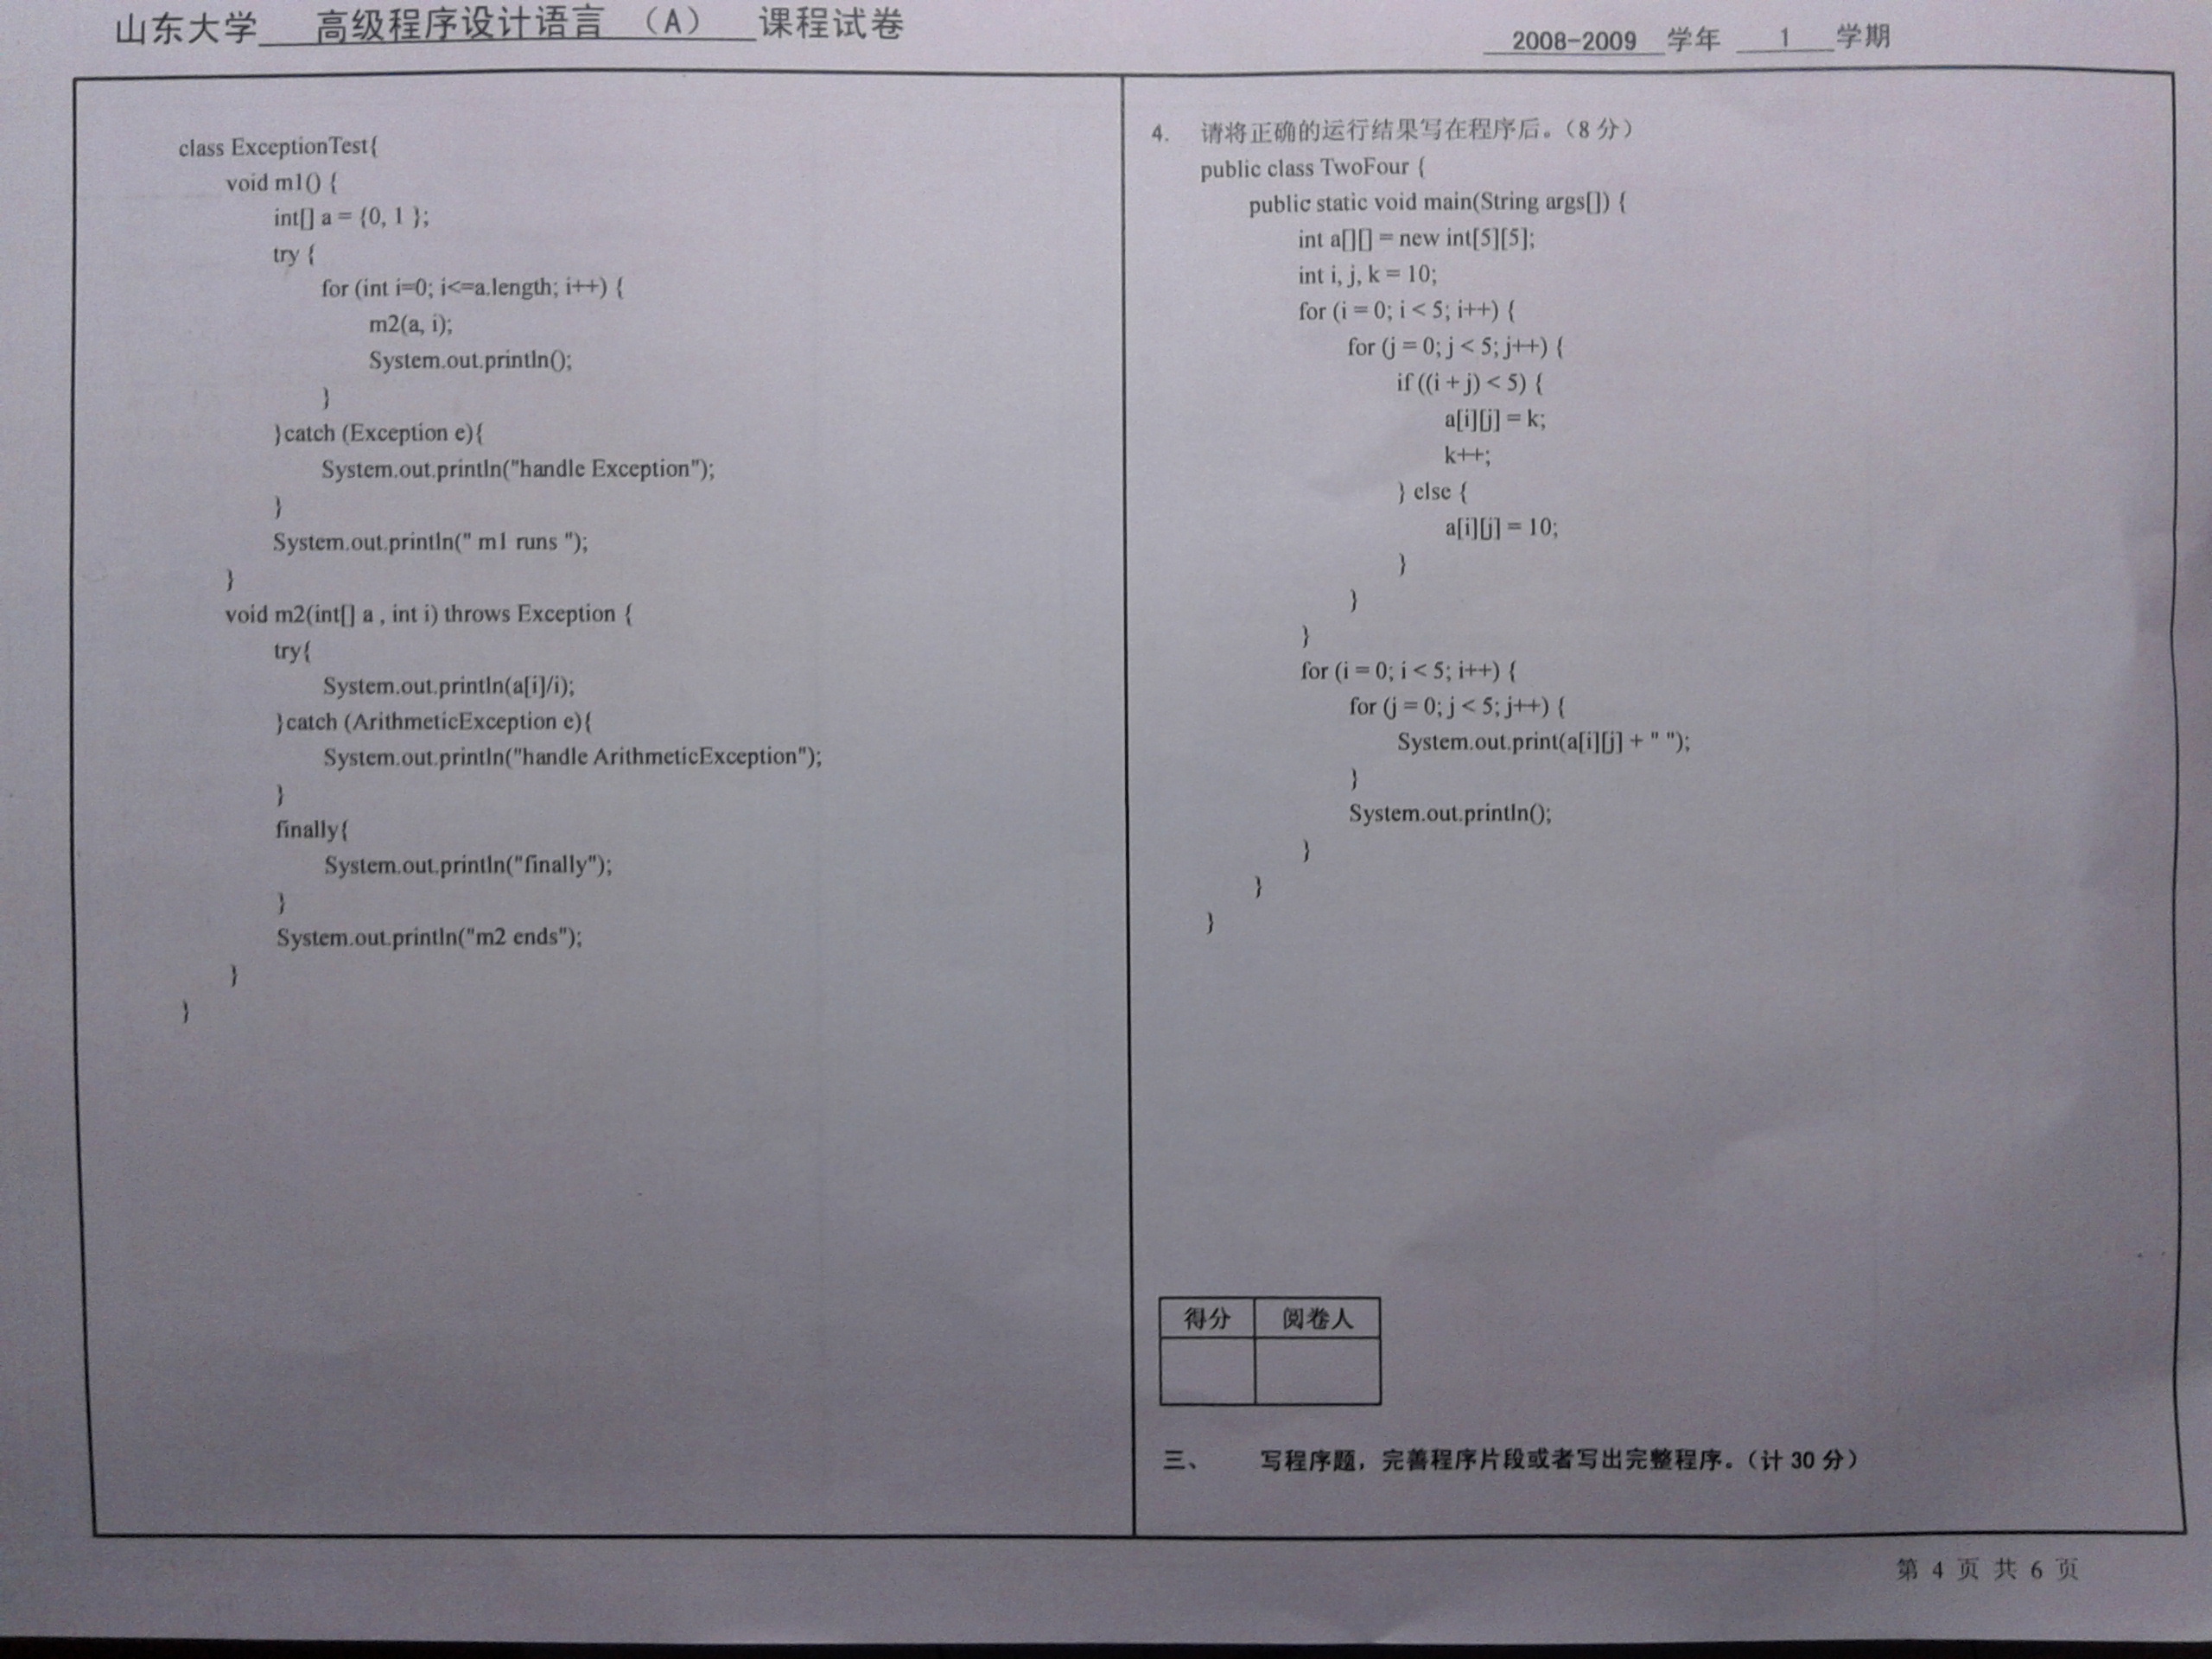 山东大学 高级程序设计语言 （A） 课程试卷
2008-2009 学年 1 学期
class ExceptionTest{
void m1() {
int[] a = {0, 1 };
try {
for (int i=0; i<=a.length; i++) {
m2(a, i);
System.out.println();
}
}catch (Exception e){
System.out.println("handle Exception");
}
System.out.println(" m1 runs ");
}
void m2(int[] a , int i) throws Exception {
try{
System.out.println(a[i]/i);
}catch (ArithmeticException e){
System.out.println("handle ArithmeticException");
}
finally{
System.out.println("finally");
}
System.out.println("m2 ends");
}
}
4. 请将正确的运行结果写在程序后。（8 分）
public class TwoFour {
public static void main(String args[]) {
int a[][] = new int[5][5];
int i, j, k = 10;
for (i = 0; i < 5; i++) {
for (j = 0; j < 5; j++) {
if ((i + j) < 5) {
a[i][j] = k;
k++;
} else {
a[i][j] = 10;
}
}
}
for (i = 0; i < 5; i++) {
for (j = 0; j < 5; j++) {
System.out.print(a[i][j] + " ");
}
System.out.println();
}
}
}
得分 阅卷人
三、 写程序题，完善程序片段或者写出完整程序。（计 30 分）
第 4 页 共 6 页